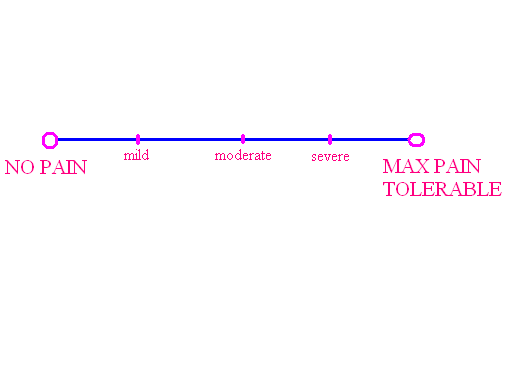 NO PAIN
mild
moderate
severe
MAX PAIN
TOLERABLE